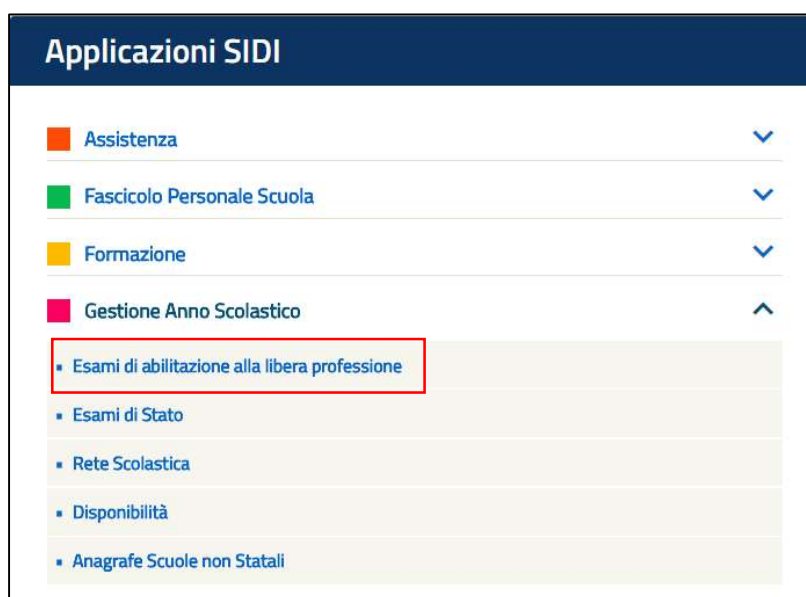 Applicazioni SIDI
Assistenza
Fascicolo Personale Scuola
Formazione
Gestione Anno Scolastico
Esami di abilitazione alla libera professione
Esami di Stato
Rete Scolastica
Disponibilità
Anagrafe Scuole non Statali